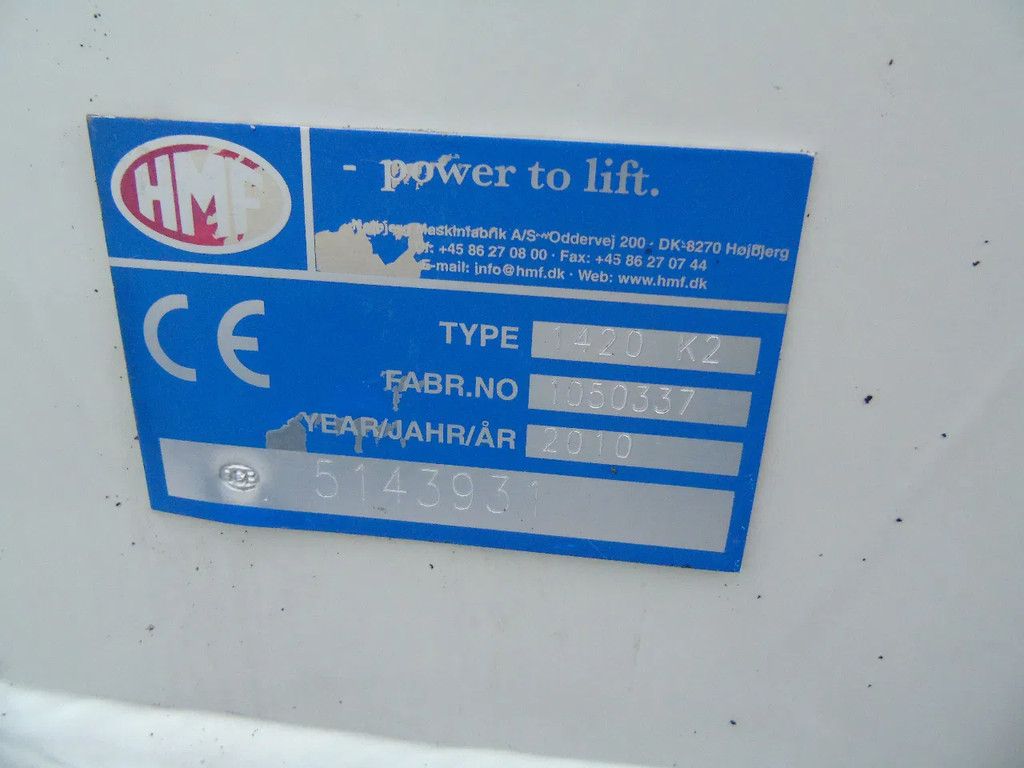 HMF
- power to lift.
Maskinfabrik A/S · Oddervej 200 · DK-8270 Højbjerg
+45 86 27 08 00 · Fax: +45 86 27 07 44
E-mail: info@hmf.dk · Web: www.hmf.dk
CE
TYPE 1420 K2
FABR.NO 1050337
YEAR/JAHR/ÅR 2010
5143931